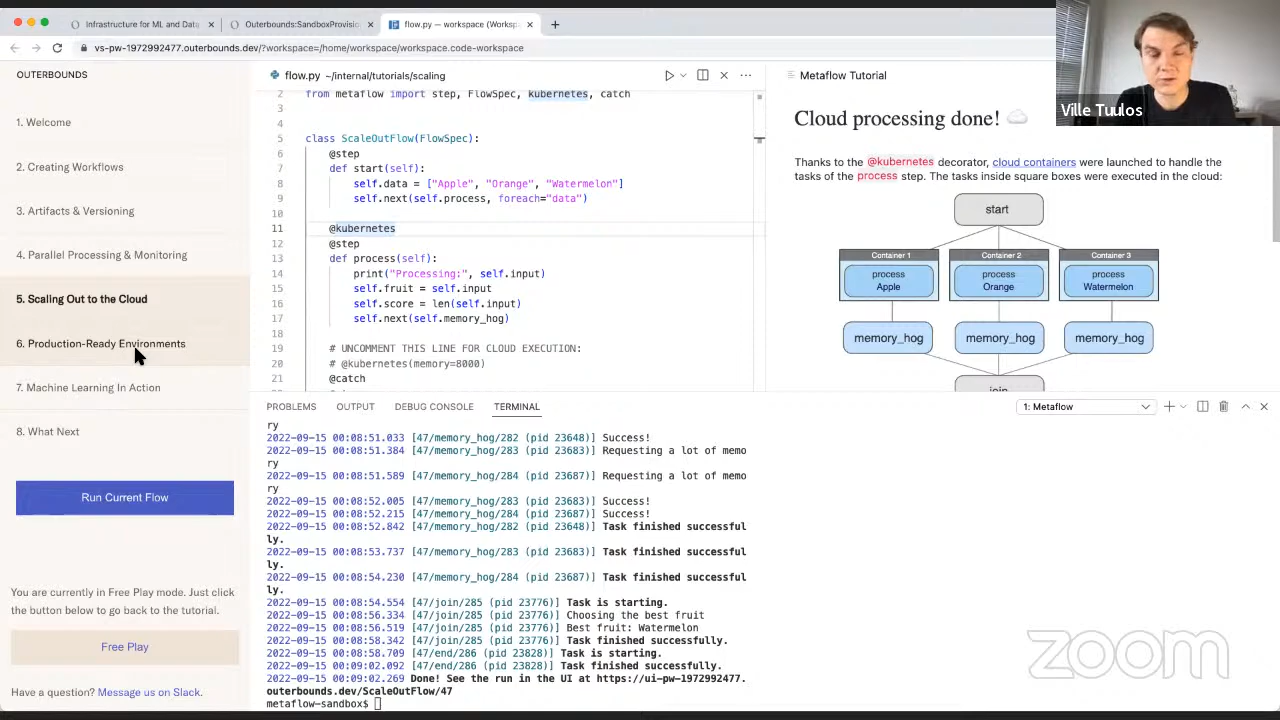 Infrastructure for ML and Data
Outerbounds:SandboxProvisio
flow.py — workspace (Worksp
vs-pw-1972992477.outerbounds.dev/?workspace=/home/workspace/workspace.code-workspace
Ville Tuulos
OUTERBOUNDS
1. Welcome
2. Creating Workflows
3. Artifacts & Versioning
4. Parallel Processing & Monitoring
5. Scaling Out to the Cloud
6. Production-Ready Environments
7. Machine Learning In Action
8. What Next
Run Current Flow
You are currently in Free Play mode. Just click
the button below to go back to the tutorial.
Free Play
Have a question? Message us on Slack.
flow.py ~/internal/tutorials/scaling
2 from metaflow import step, FlowSpec, kubernetes, catch
3
4
5 class ScaleOutFlow(FlowSpec):
6 @step
7 def start(self):
8 self.data = ["Apple", "Orange", "Watermelon"]
9 self.next(self.process, foreach="data")
10
11 @kubernetes
12 @step
13 def process(self):
14 print("Processing:", self.input)
15 self.fruit = self.input
16 self.score = len(self.input)
17 self.next(self.memory_hog)
18
19 # UNCOMMENT THIS LINE FOR CLOUD EXECUTION:
20 # @kubernetes(memory=8000)
21 @catch
Metaflow Tutorial
Cloud processing done!
Thanks to the @kubernetes decorator, cloud containers were launched to handle the
tasks of the process step. The tasks inside square boxes were executed in the cloud:
start
Container 1 Container 2 Container 3
process process process
Apple Orange Watermelon
memory_hog memory_hog memory_hog
join
PROBLEMS OUTPUT DEBUG CONSOLE TERMINAL
1: Metaflow
ry
2022-09-15 00:08:51.033 [47/memory_hog/282 (pid 23648)] Success!
2022-09-15 00:08:51.384 [47/memory_hog/283 (pid 23683)] Requesting a lot of memo
ry
2022-09-15 00:08:51.589 [47/memory_hog/284 (pid 23687)] Requesting a lot of memo
ry
2022-09-15 00:08:52.005 [47/memory_hog/283 (pid 23683)] Success!
2022-09-15 00:08:52.215 [47/memory_hog/284 (pid 23687)] Success!
2022-09-15 00:08:52.842 [47/memory_hog/282 (pid 23648)] Task finished successful
ly.
2022-09-15 00:08:53.737 [47/memory_hog/283 (pid 23683)] Task finished successful
ly.
2022-09-15 00:08:54.230 [47/memory_hog/284 (pid 23687)] Task finished successful
ly.
2022-09-15 00:08:54.554 [47/join/285 (pid 23776)] Task is starting.
2022-09-15 00:08:56.334 [47/join/285 (pid 23776)] Choosing the best fruit
2022-09-15 00:08:56.519 [47/join/285 (pid 23776)] Best fruit: Watermelon
2022-09-15 00:08:58.342 [47/join/285 (pid 23776)] Task finished successfully.
2022-09-15 00:08:58.709 [47/end/286 (pid 23828)] Task is starting.
2022-09-15 00:09:02.092 [47/end/286 (pid 23828)] Task finished successfully.
2022-09-15 00:09:02.269 Done! See the run in the UI at https://ui-pw-1972992477.
outerbounds.dev/ScaleOutFlow/47
metaflow-sandbox$
zoom